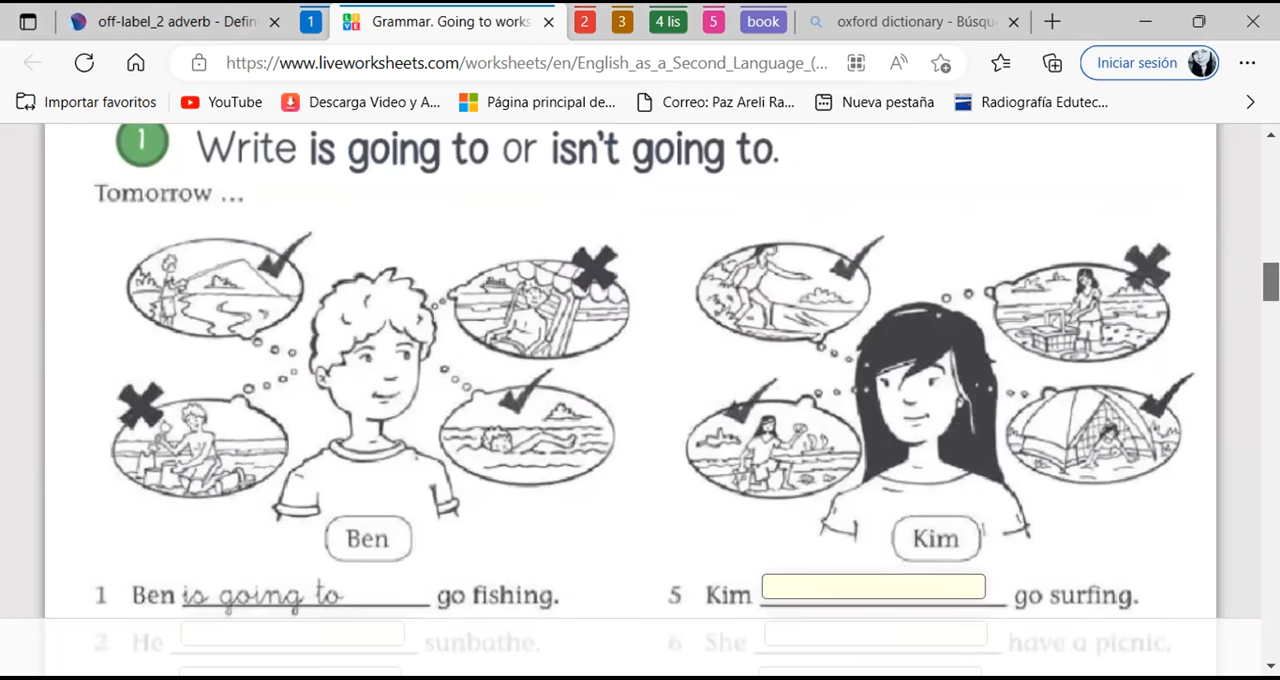 off-label_2 adverb - Defin
1
Grammar. Going to works
2
3
4 lis
5
book
oxford dictionary - Búsqu
https://www.liveworksheets.com/worksheets/en/English_as_a_Second_Language_(...
Iniciar sesión
Importar favoritos
YouTube
Descarga Video y A...
Página principal de...
Correo: Paz Areli Ra...
Nueva pestaña
Radiografía Edutec...
1 Write is going to or isn't going to.
Tomorrow ...
Ben
Kim
1 Ben is going to go fishing.
5 Kim go surfing.
2 He sunbathe.
6 She have a picnic.